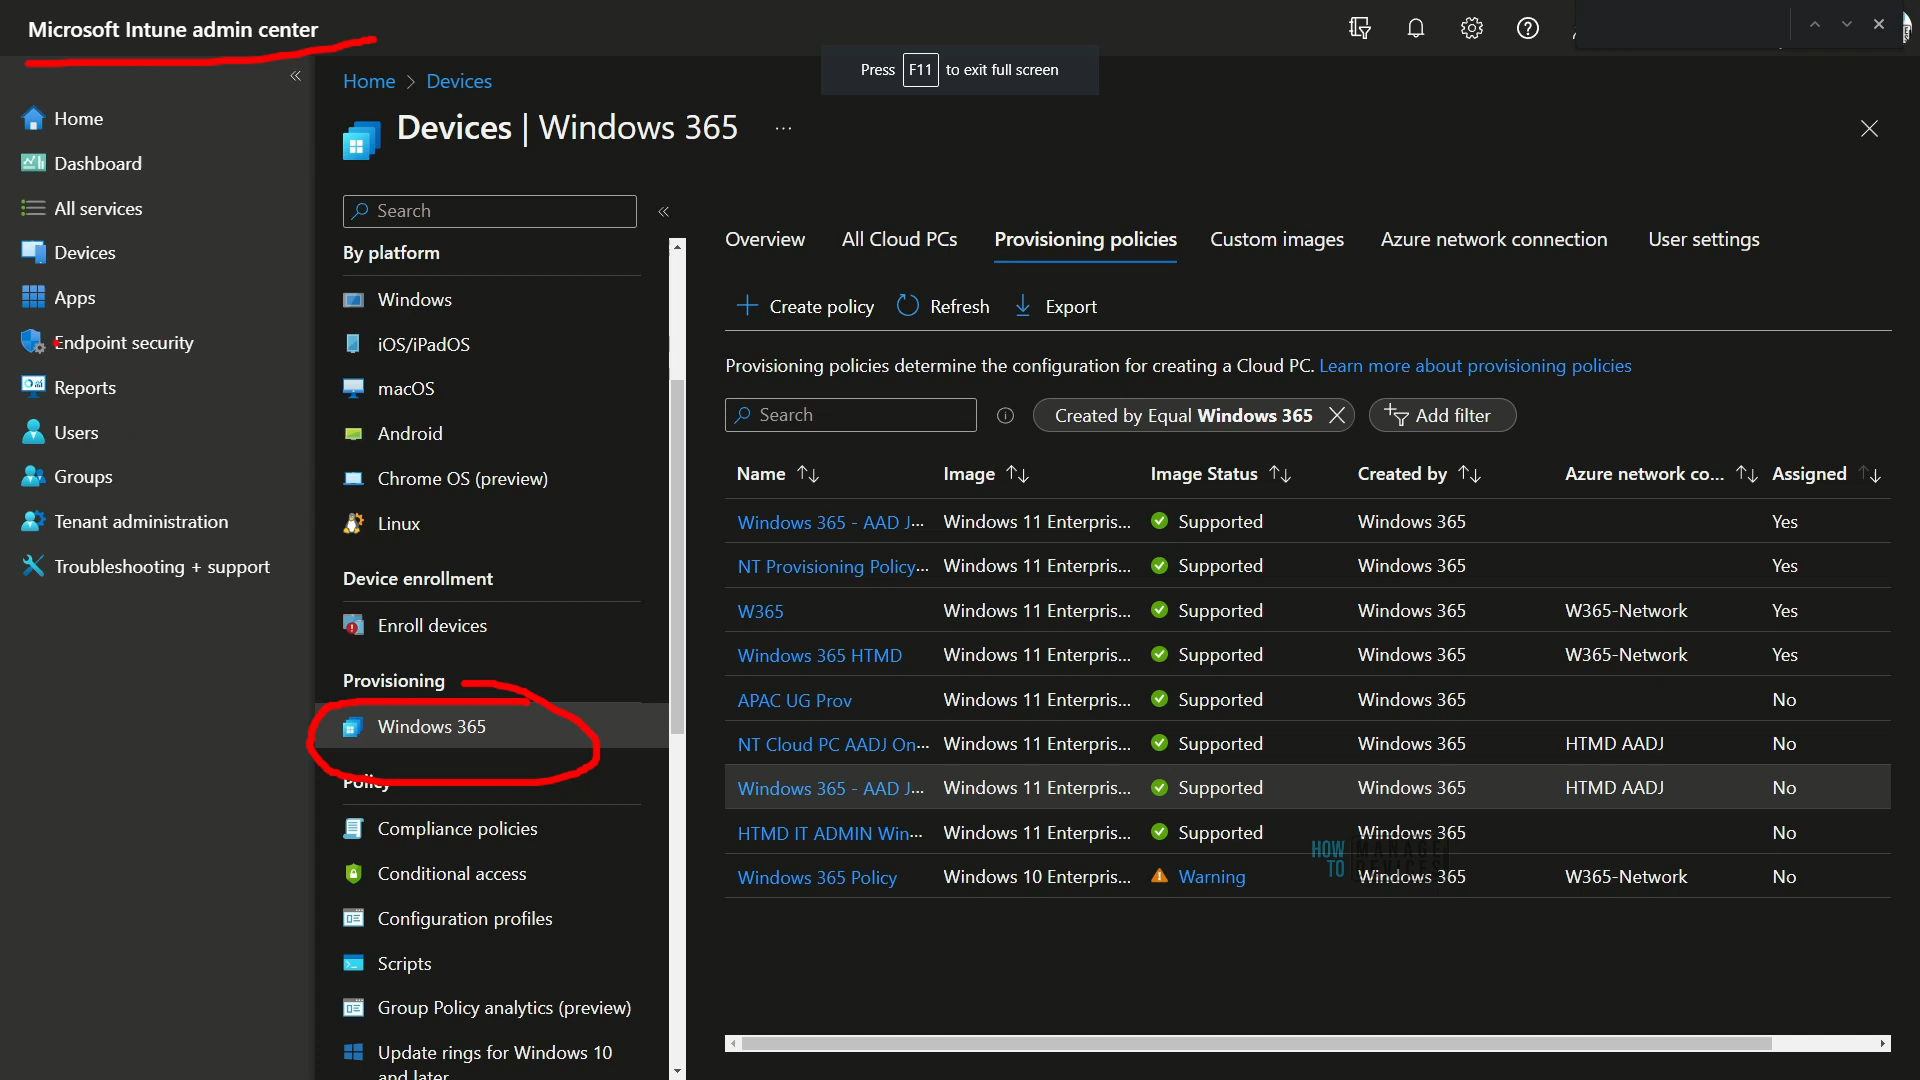 Microsoft Intune admin center
Press F11 to exit full screen
Home
Dashboard
All services
Devices
Apps
Endpoint security
Reports
Users
Groups
Tenant administration
Troubleshooting + support
Home > Devices
Devices | Windows 365 ...
Search
By platform
Windows
iOS/iPadOS
macOS
Android
Chrome OS (preview)
Linux
Device enrollment
Enroll devices
Provisioning
Windows 365
Policy
Compliance policies
Conditional access
Configuration profiles
Scripts
Group Policy analytics (preview)
Update rings for Windows 10
and later
Overview All Cloud PCs Provisioning policies Custom images Azure network connection User settings
Create policy Refresh Export
Provisioning policies determine the configuration for creating a Cloud PC. Learn more about provisioning policies
Search Created by Equal Windows 365 Add filter
Name Image Image Status Created by Azure network co... Assigned
Windows 365 - AAD J... Windows 11 Enterpris... Supported Windows 365 Yes
NT Provisioning Policy... Windows 11 Enterpris... Supported Windows 365 Yes
W365 Windows 11 Enterpris... Supported Windows 365 W365-Network Yes
Windows 365 HTMD Windows 11 Enterpris... Supported Windows 365 W365-Network Yes
APAC UG Prov Windows 11 Enterpris... Supported Windows 365 No
NT Cloud PC AADJ On... Windows 11 Enterpris... Supported Windows 365 HTMD AADJ No
Windows 365 - AAD J... Windows 11 Enterpris... Supported Windows 365 HTMD AADJ No
HTMD IT ADMIN Win... Windows 11 Enterpris... Supported Windows 365 No
Windows 365 Policy Windows 10 Enterpris... Warning Windows 365 W365-Network No
HOW TO MANAGE DEVICES